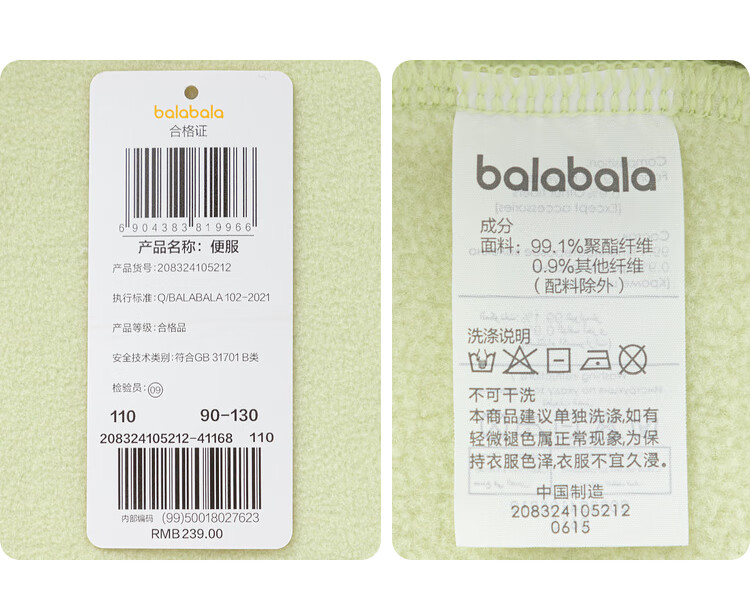 balabala
合格证
6 904383 819966
产品名称：便服
产品货号：208324105212
执行标准：Q/BALABALA 102-2021
产品等级：合格品
安全技术类别：符合GB 31701 B类
检验员：09
110 90-130
208324105212-41168 110
内部编码 (99)50018027623
RMB239.00
balabala
成分
面料：99.1%聚酯纤维
0.9%其他纤维
（配料除外）
洗涤说明
不可干洗
本商品建议单独洗涤,如有
轻微褪色属正常现象,为保
持衣服色泽,衣服不宜久浸。
中国制造
208324105212
0615